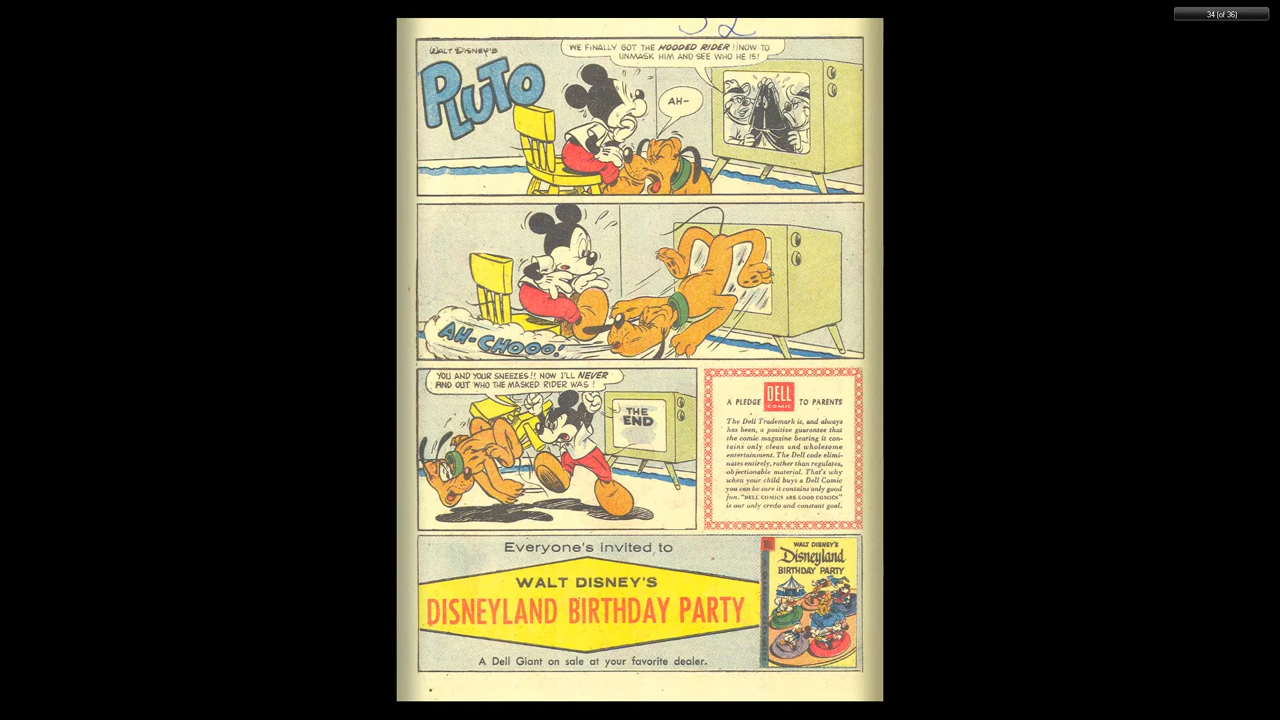 34 (of 36)
32
WALT DISNEY'S
PLUTO
WE FINALLY GOT THE HOODED RIDER! NOW TO
UNMASK HIM AND SEE WHO HE IS!
AH-
AH-CHOOO!
YOU AND YOUR SNEEZES!! NOW I'LL NEVER
FIND OUT WHO THE MASKED RIDER WAS!
THE
END
A PLEDGE DELL COMIC TO PARENTS
The Dell Trademark is, and always
has been, a positive guarantee that
the comic magazine bearing it con-
tains only clean and wholesome
entertainment. The Dell code elimi-
nates entirely, rather than regulates,
objectionable material. That's why
when your child buys a Dell Comic
you can be sure it contains only good
fun. "DELL COMICS ARE GOOD COMICS"
is our only credo and constant goal.
Everyone's invited to
WALT DISNEY'S
DISNEYLAND BIRTHDAY PARTY
A Dell Giant on sale at your favorite dealer.
WALT DISNEY'S
Disneyland
BIRTHDAY PARTY